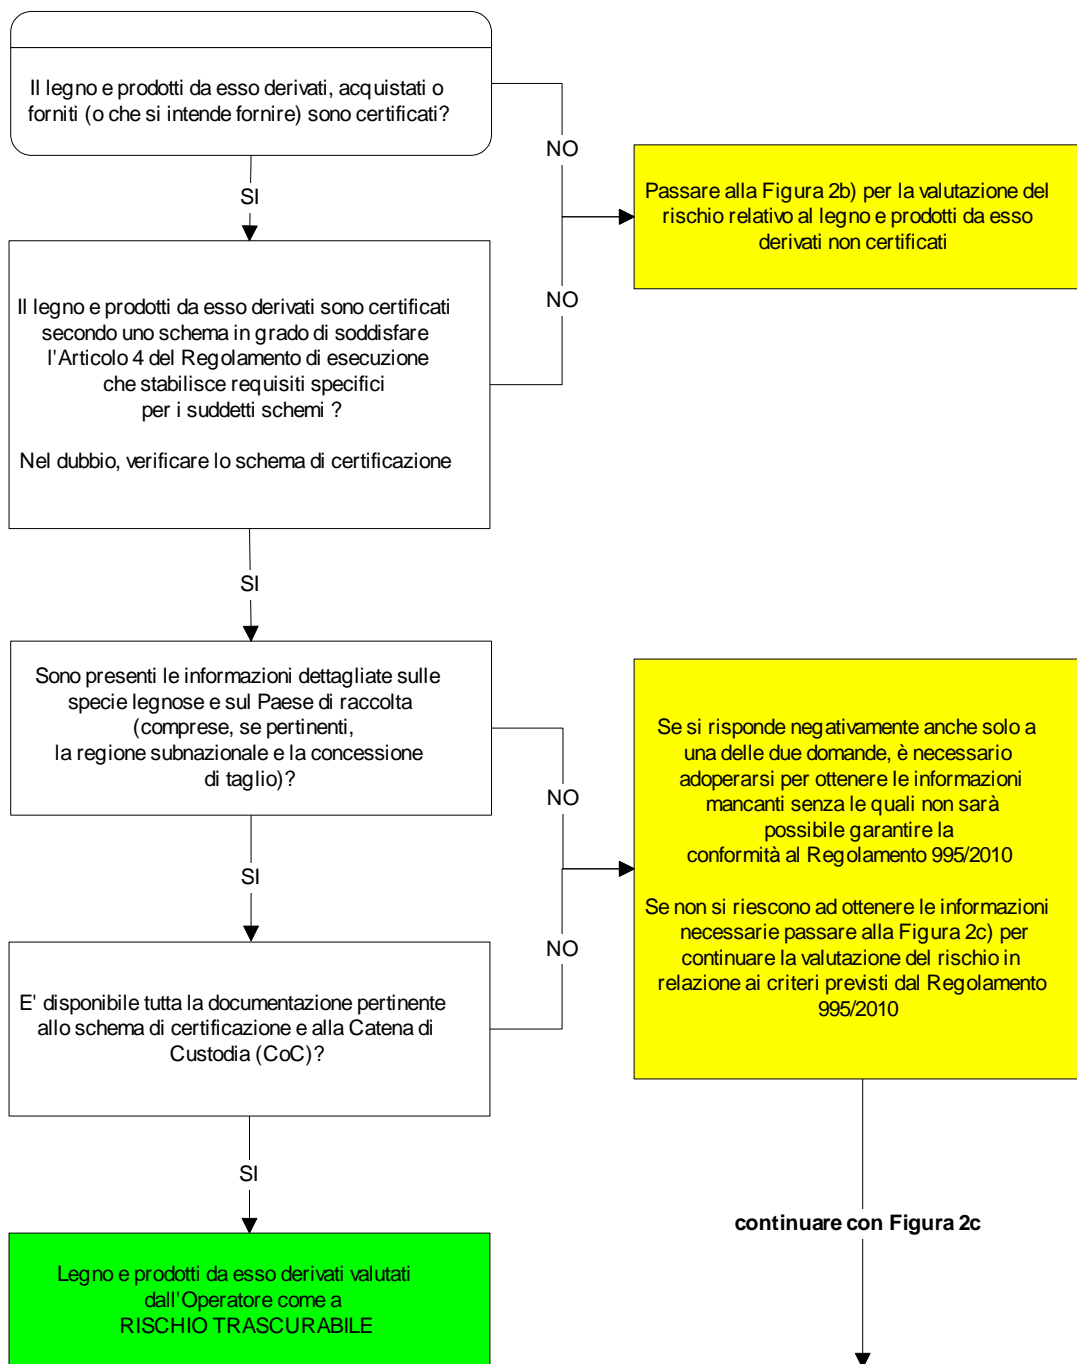 Il legno e prodotti da esso derivati, acquistati o
forniti (o che si intende fornire) sono certificati?
NO
SI
Passare alla Figura 2b) per la valutazione del
rischio relativo al legno e prodotti da esso
derivati non certificati
Il legno e prodotti da esso derivati sono certificati
secondo uno schema in grado di soddisfare
l'Articolo 4 del Regolamento di esecuzione
che stabilisce requisiti specifici
per i suddetti schemi ?
Nel dubbio, verificare lo schema di certificazione
NO
SI
Sono presenti le informazioni dettagliate sulle
specie legnose e sul Paese di raccolta
(comprese, se pertinenti,
la regione subnazionale e la concessione
di taglio)?
NO
SI
Se si risponde negativamente anche solo a
una delle due domande, è necessario
adoperarsi per ottenere le informazioni
mancanti senza le quali non sarà
possibile garantire la
conformità al Regolamento 995/2010
Se non si riescono ad ottenere le informazioni
necessarie passare alla Figura 2c) per
continuare la valutazione del rischio in
relazione ai criteri previsti dal Regolamento
995/2010
E' disponibile tutta la documentazione pertinente
allo schema di certificazione e alla Catena di
Custodia (CoC)?
NO
SI
continuare con Figura 2c
Legno e prodotti da esso derivati valutati
dall'Operatore come a
RISCHIO TRASCURABILE